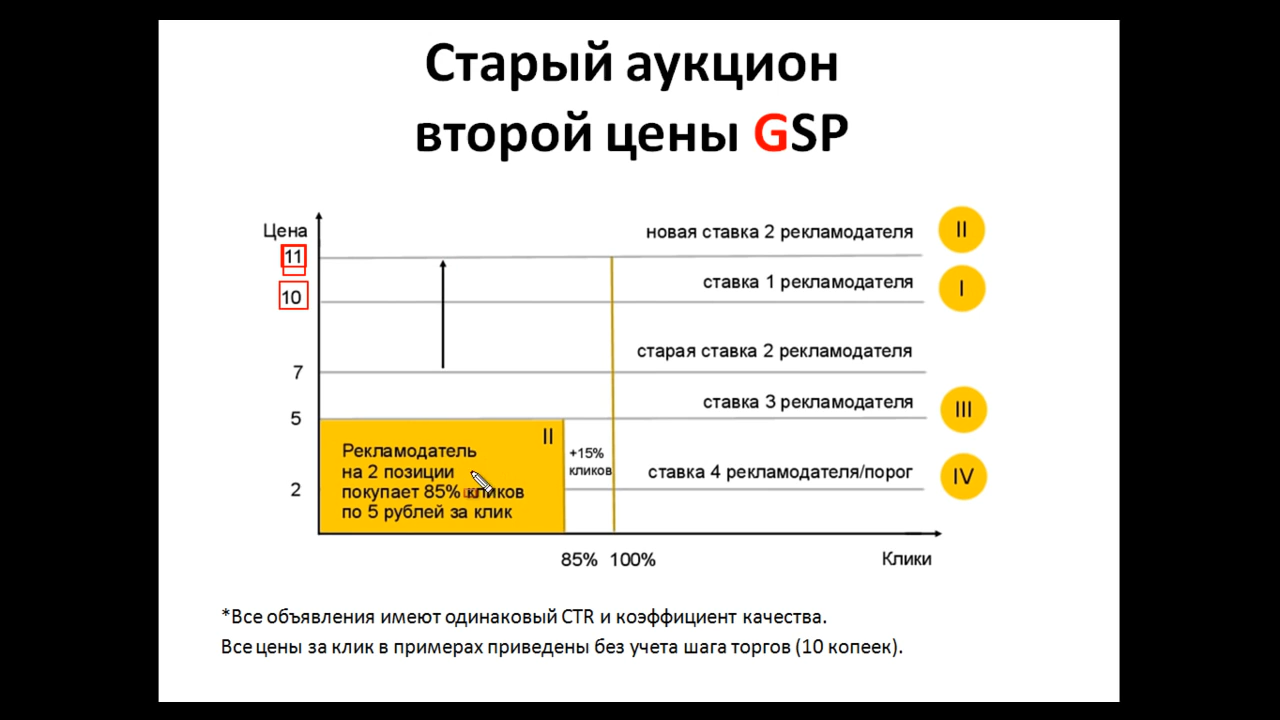 Старый аукцион
второй цены GSP
Цена
новая ставка 2 рекламодателя
II
11
ставка 1 рекламодателя
I
10
старая ставка 2 рекламодателя
7
ставка 3 рекламодателя
III
5
II
Рекламодатель
на 2 позиции
покупает 85% кликов
по 5 рублей за клик
+15%
кликов
ставка 4 рекламодателя/порог
IV
2
85%
100%
Клики
*Все объявления имеют одинаковый CTR и коэффициент качества.
Все цены за клик в примерах приведены без учета шага торгов (10 копеек).